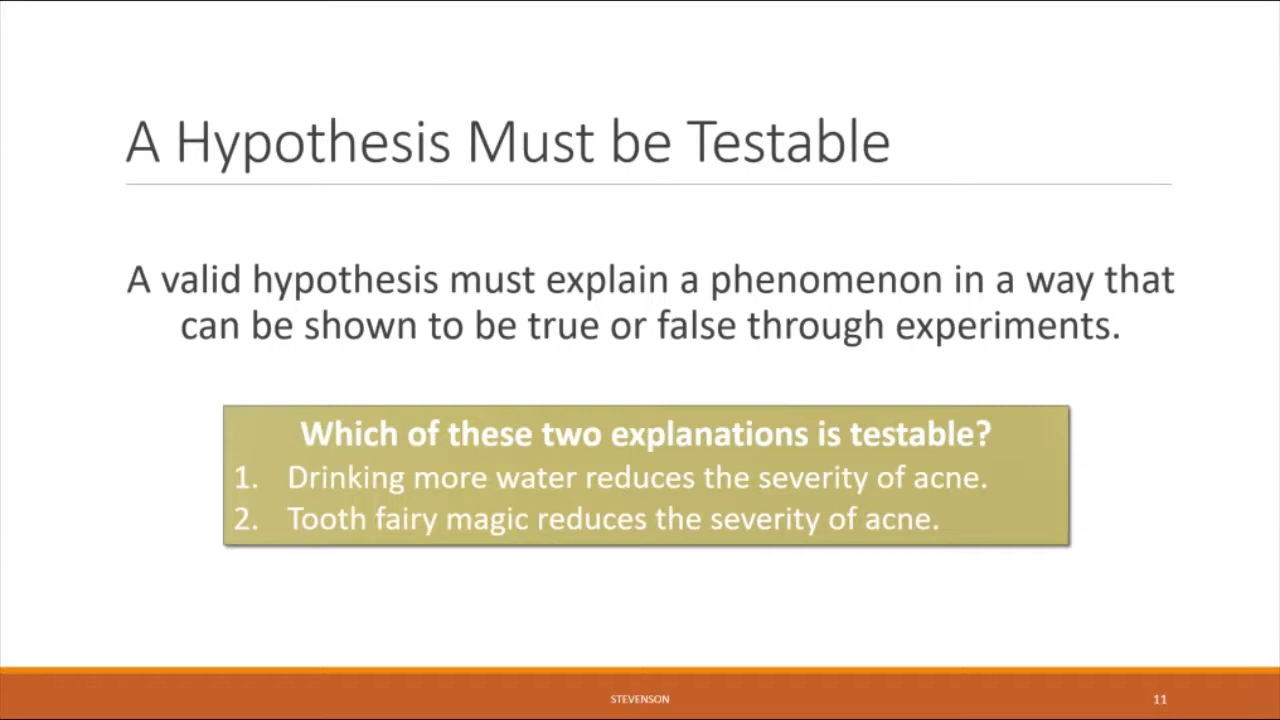 A Hypothesis Must be Testable
A valid hypothesis must explain a phenomenon in a way that
can be shown to be true or false through experiments.
Which of these two explanations is testable?
1. Drinking more water reduces the severity of acne.
2. Tooth fairy magic reduces the severity of acne.
STEVENSON
11